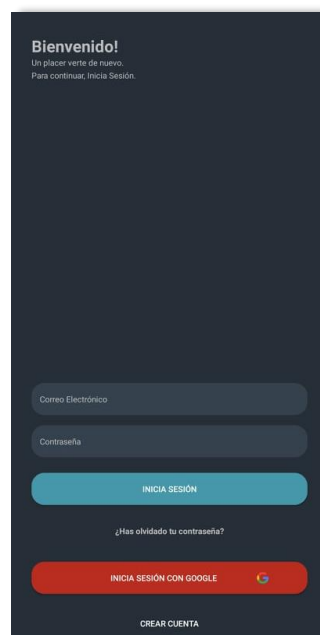 Bienvenido!
Un placer verte de nuevo.
Para continuar, Inicia Sesión.
Correo Electrónico
Contraseña
INICIA SESIÓN
¿Has olvidado tu contraseña?
INICIA SESIÓN CON GOOGLE
CREAR CUENTA